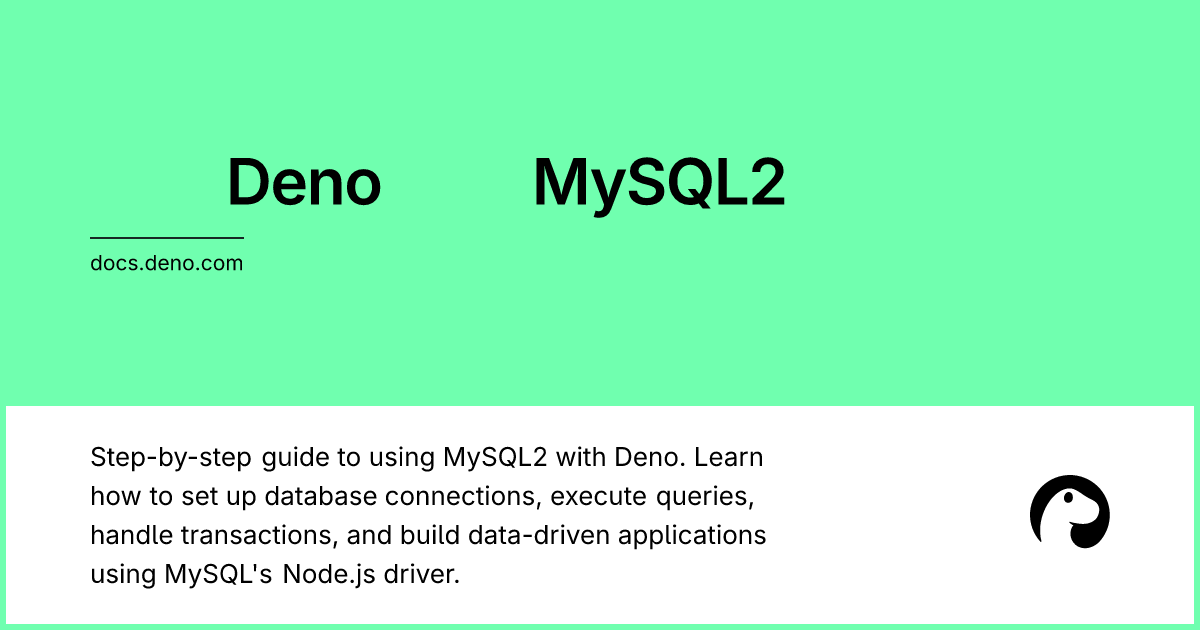 Deno MySQL2
docs.deno.com
Step-by-step guide to using MySQL2 with Deno. Learn
how to set up database connections, execute queries,
handle transactions, and build data-driven applications
using MySQL's Node.js driver.